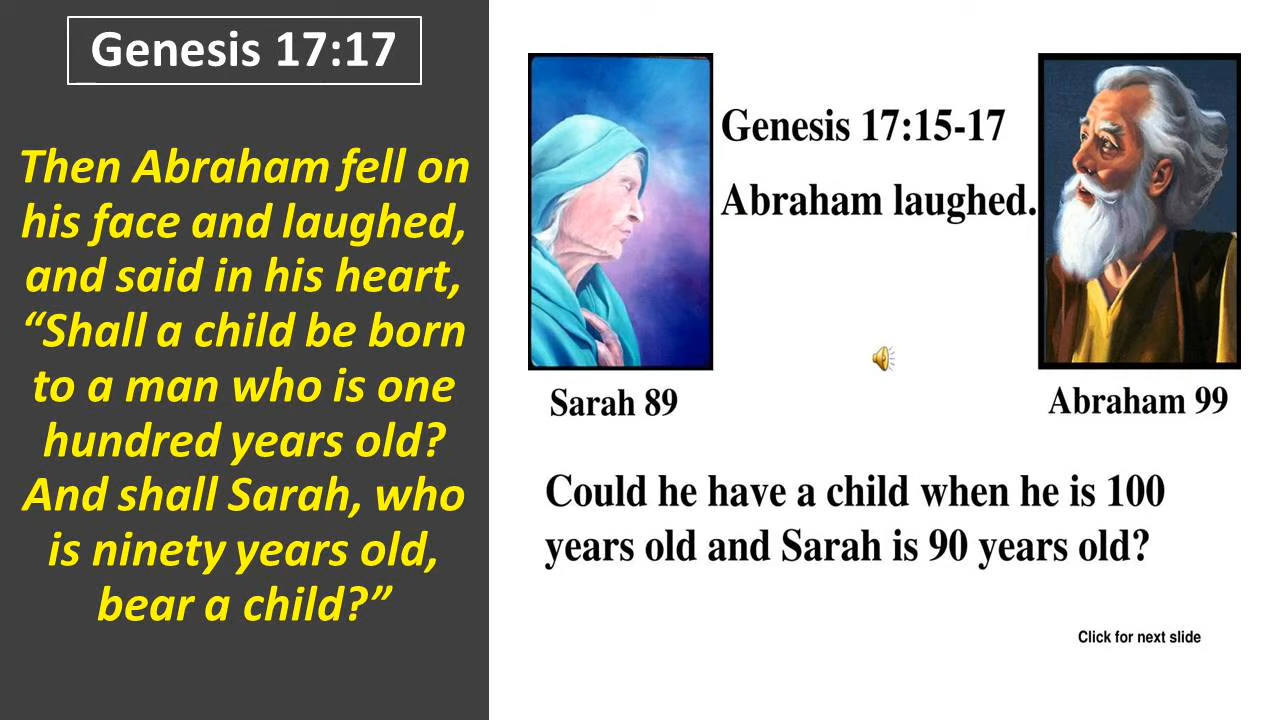 Genesis 17:17
Then Abraham fell on
his face and laughed,
and said in his heart,
“Shall a child be born
to a man who is one
hundred years old?
And shall Sarah, who
is ninety years old,
bear a child?”
Genesis 17:15-17
Abraham laughed.
Sarah 89
Abraham 99
Could he have a child when he is 100
years old and Sarah is 90 years old?
Click for next slide